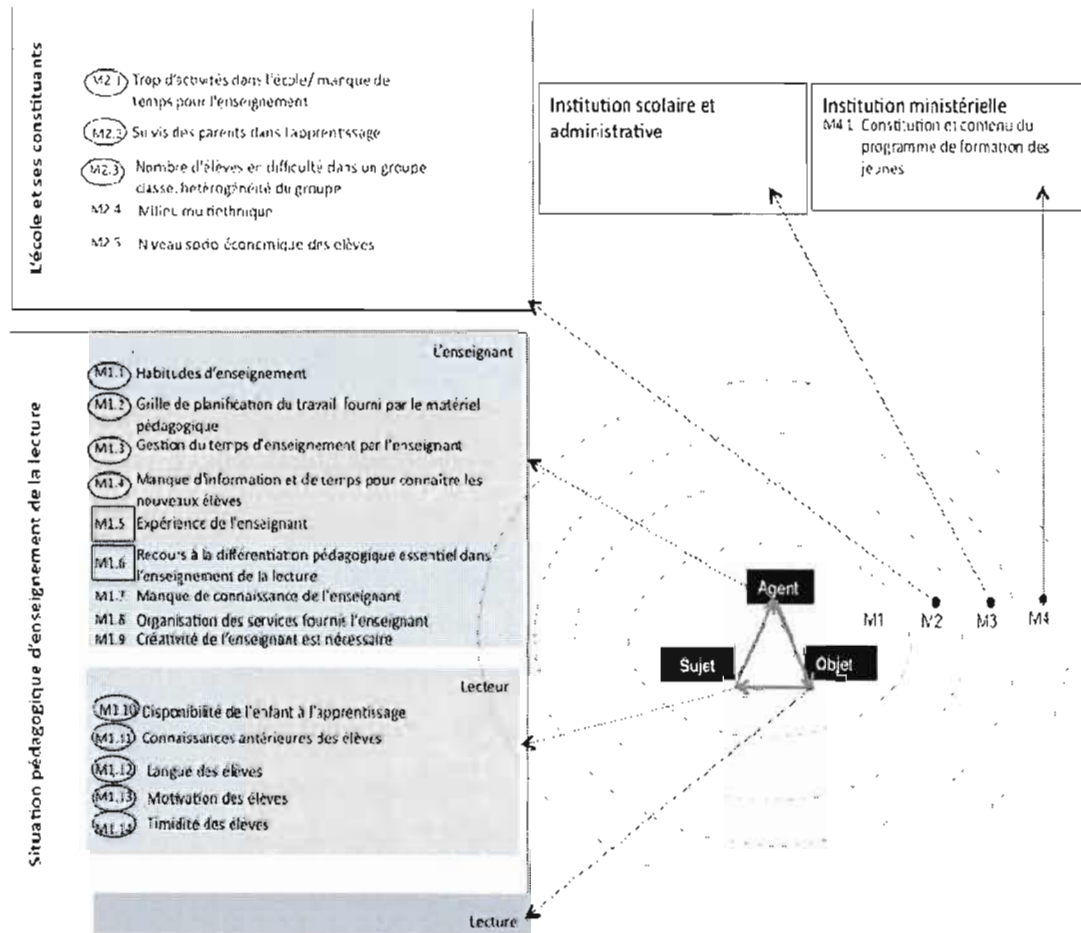 L'école et ses constituants
M2.1 Trop d'activités dans l'école/ manque de
temps pour l'enseignement
M2.2 Suivis des parents dans l'apprentissage
M2.3 Nombre d'élèves en difficulté dans un groupe
classe, hétérogénéité du groupe
M2.4 Milieu multiethnique
M2.5 Niveau socio économique des elèves
Institution scolaire et
administrative
Institution ministérielle
M4.1 Constitution et contenu du
programme de formation des
jeunes
Situation pédagogique d'enseignement de la lecture
L'enseignant
M1.1 Habitudes d'enseignement
M1.2 Grille de planification du travail fourni par le matériel
pédagogique
M1.3 Gestion du temps d'enseignement par l'enseignant
M1.4 Manque d'information et de temps pour connaître les
nouveaux élèves
M1.5 Expérience de l'enseignant
M1.6 Recours à la différentiation pédagogique essentiel dans
l'enseignement de la lecture
M1.7 Manque de connaissance de l'enseignant
M1.8 Organisation des services fournis l'enseignant
M1.9 Créativité de l'enseignant est nécessaire
Lecteur
M1.10 Disponibilité de l'enfant à l'apprentissage
M1.11 Connaissances antérieures des élèves
M1.12 Langue des élèves
M1.13 Motivation des élèves
M1.14 Timidité des élèves
Lecture
Agent
Sujet
Objet
M1
M2
M3
M4